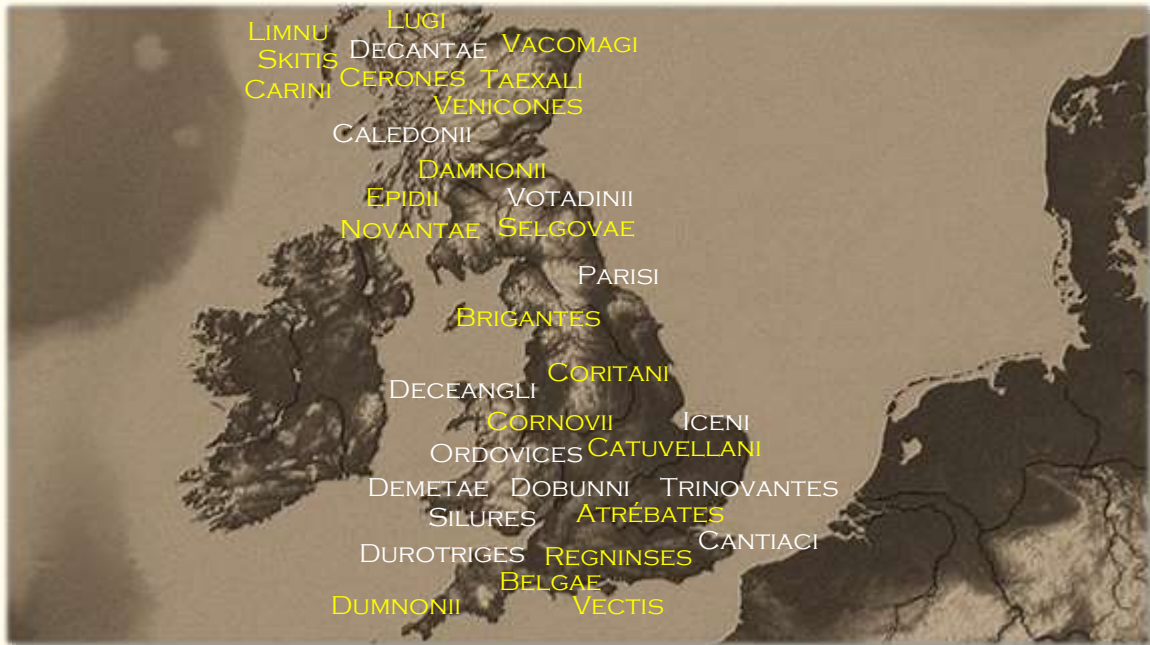 Lugi
Limnu
Decantae
Vacomagi
Skitis
Cerones
Taexali
Carini
Venicones
Caledonii
Damnonii
Epidii
Votadinii
Novantae
Selgovae
Parisi
Brigantes
Coritani
Deceangli
Cornovii
Iceni
Ordovices
Catuvellani
Demetae
Dobunni
Trinovantes
Silures
Atrébates
Cantiaci
Durotriges
Regninses
Belgae
Dumnonii
Vectis